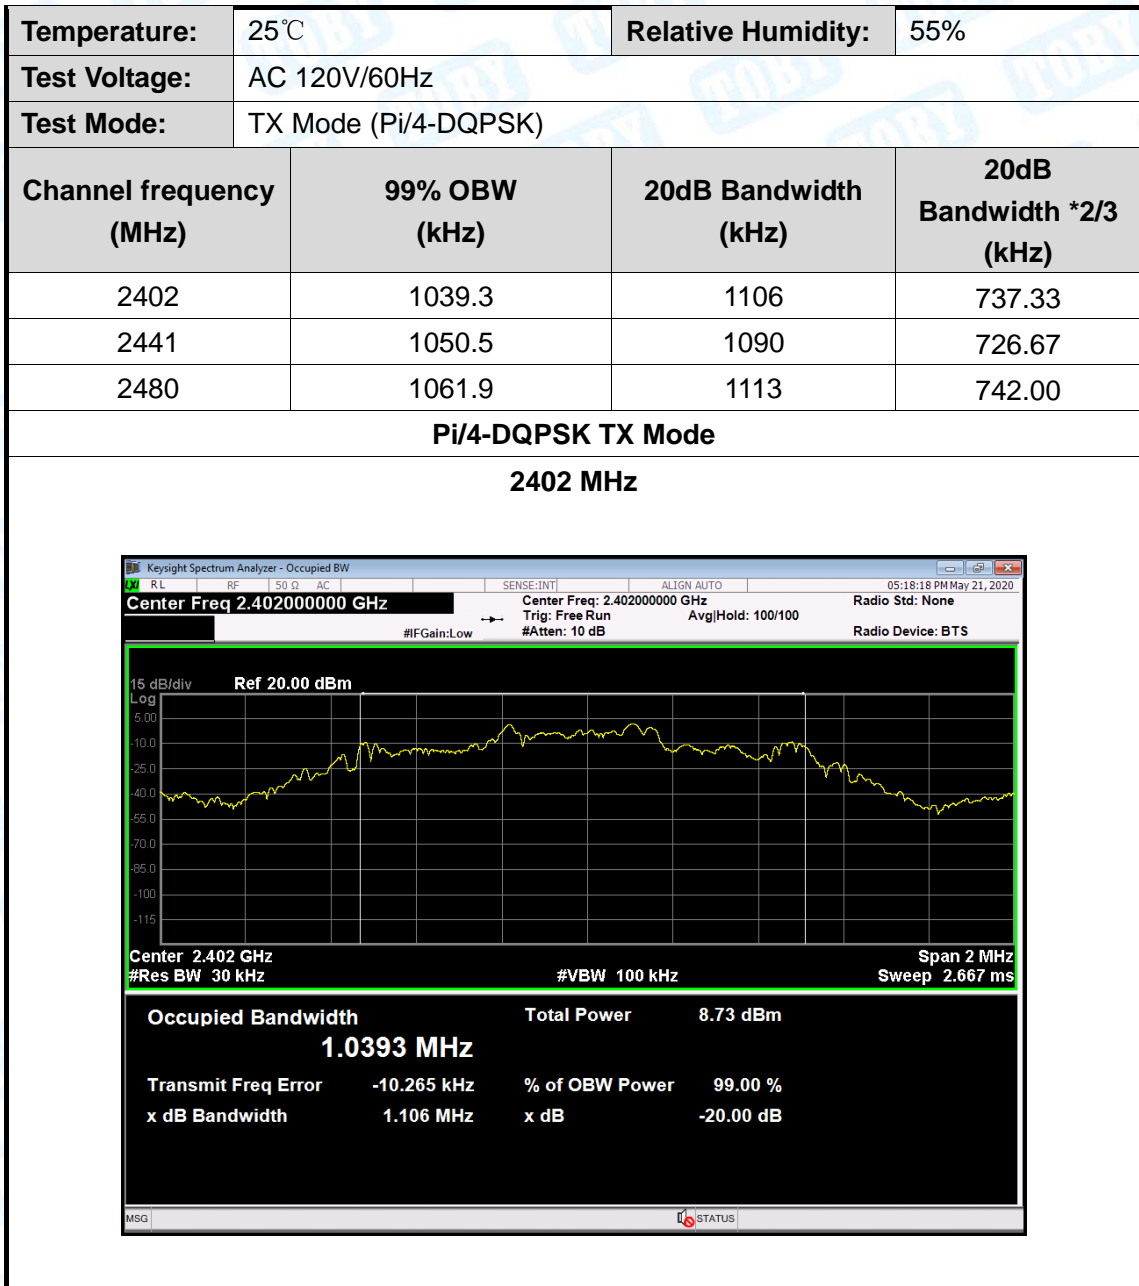 Temperature: 25℃ Relative Humidity: 55%
Test Voltage: AC 120V/60Hz
Test Mode: TX Mode (Pi/4-DQPSK)
Channel frequency (MHz) 99% OBW (kHz) 20dB Bandwidth (kHz) 20dB Bandwidth *2/3 (kHz)
2402 1039.3 1106 737.33
2441 1050.5 1090 726.67
2480 1061.9 1113 742.00
Pi/4-DQPSK TX Mode
2402 MHz
Keysight Spectrum Analyzer - Occupied BW
LXI RL RF 50 Ω AC SENSE:INT ALIGN AUTO 05:18:18 PM May 21, 2020
Center Freq 2.402000000 GHz Center Freq: 2.402000000 GHz Radio Std: None
Trig: Free Run Avg|Hold: 100/100
#IFGain:Low #Atten: 10 dB Radio Device: BTS
15 dB/div Ref 20.00 dBm
Log
5.00
-10.0
-25.0
-40.0
-55.0
-70.0
-85.0
-100
-115
Center 2.402 GHz Span 2 MHz
#Res BW 30 kHz #VBW 100 kHz Sweep 2.667 ms
Occupied Bandwidth Total Power 8.73 dBm
1.0393 MHz
Transmit Freq Error -10.265 kHz % of OBW Power 99.00 %
x dB Bandwidth 1.106 MHz x dB -20.00 dB
MSG STATUS
TOBY